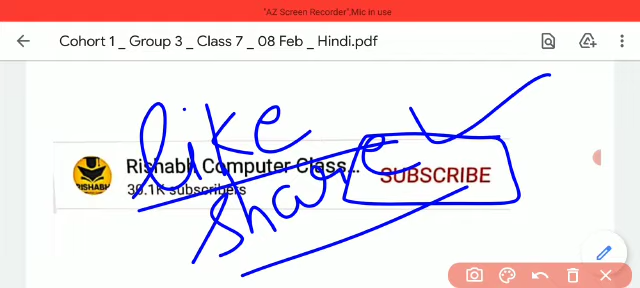 "AZ Screen Recorder",Mic in use
Cohort 1 _ Group 3 _ Class 7 _ 08 Feb _ Hindi.pdf
like
Rishabh Computer Class...
30.1K subscribers
share
SUBSCRIBE
RISHABH